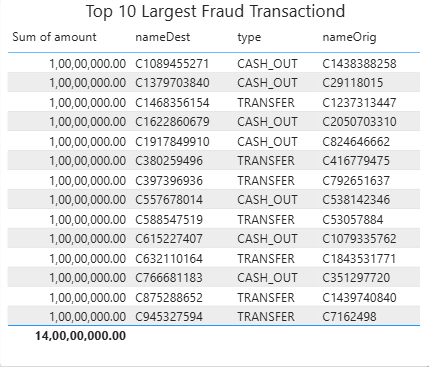 Top 10 Largest Fraud Transactiond
Sum of amount nameDest type nameOrig
1,00,00,000.00 C1089455271 CASH_OUT C1438388258
1,00,00,000.00 C1379703840 CASH_OUT C29118015
1,00,00,000.00 C1468356154 TRANSFER C1237313447
1,00,00,000.00 C1622860679 CASH_OUT C2050703310
1,00,00,000.00 C1917849910 CASH_OUT C824646662
1,00,00,000.00 C380259496 TRANSFER C416779475
1,00,00,000.00 C397396936 TRANSFER C792651637
1,00,00,000.00 C557678014 CASH_OUT C538142346
1,00,00,000.00 C588547519 TRANSFER C53057884
1,00,00,000.00 C615227407 CASH_OUT C1079335762
1,00,00,000.00 C632110164 TRANSFER C1843531771
1,00,00,000.00 C766681183 CASH_OUT C351297720
1,00,00,000.00 C875288652 TRANSFER C1439740840
1,00,00,000.00 C945327594 TRANSFER C7162498
14,00,00,000.00